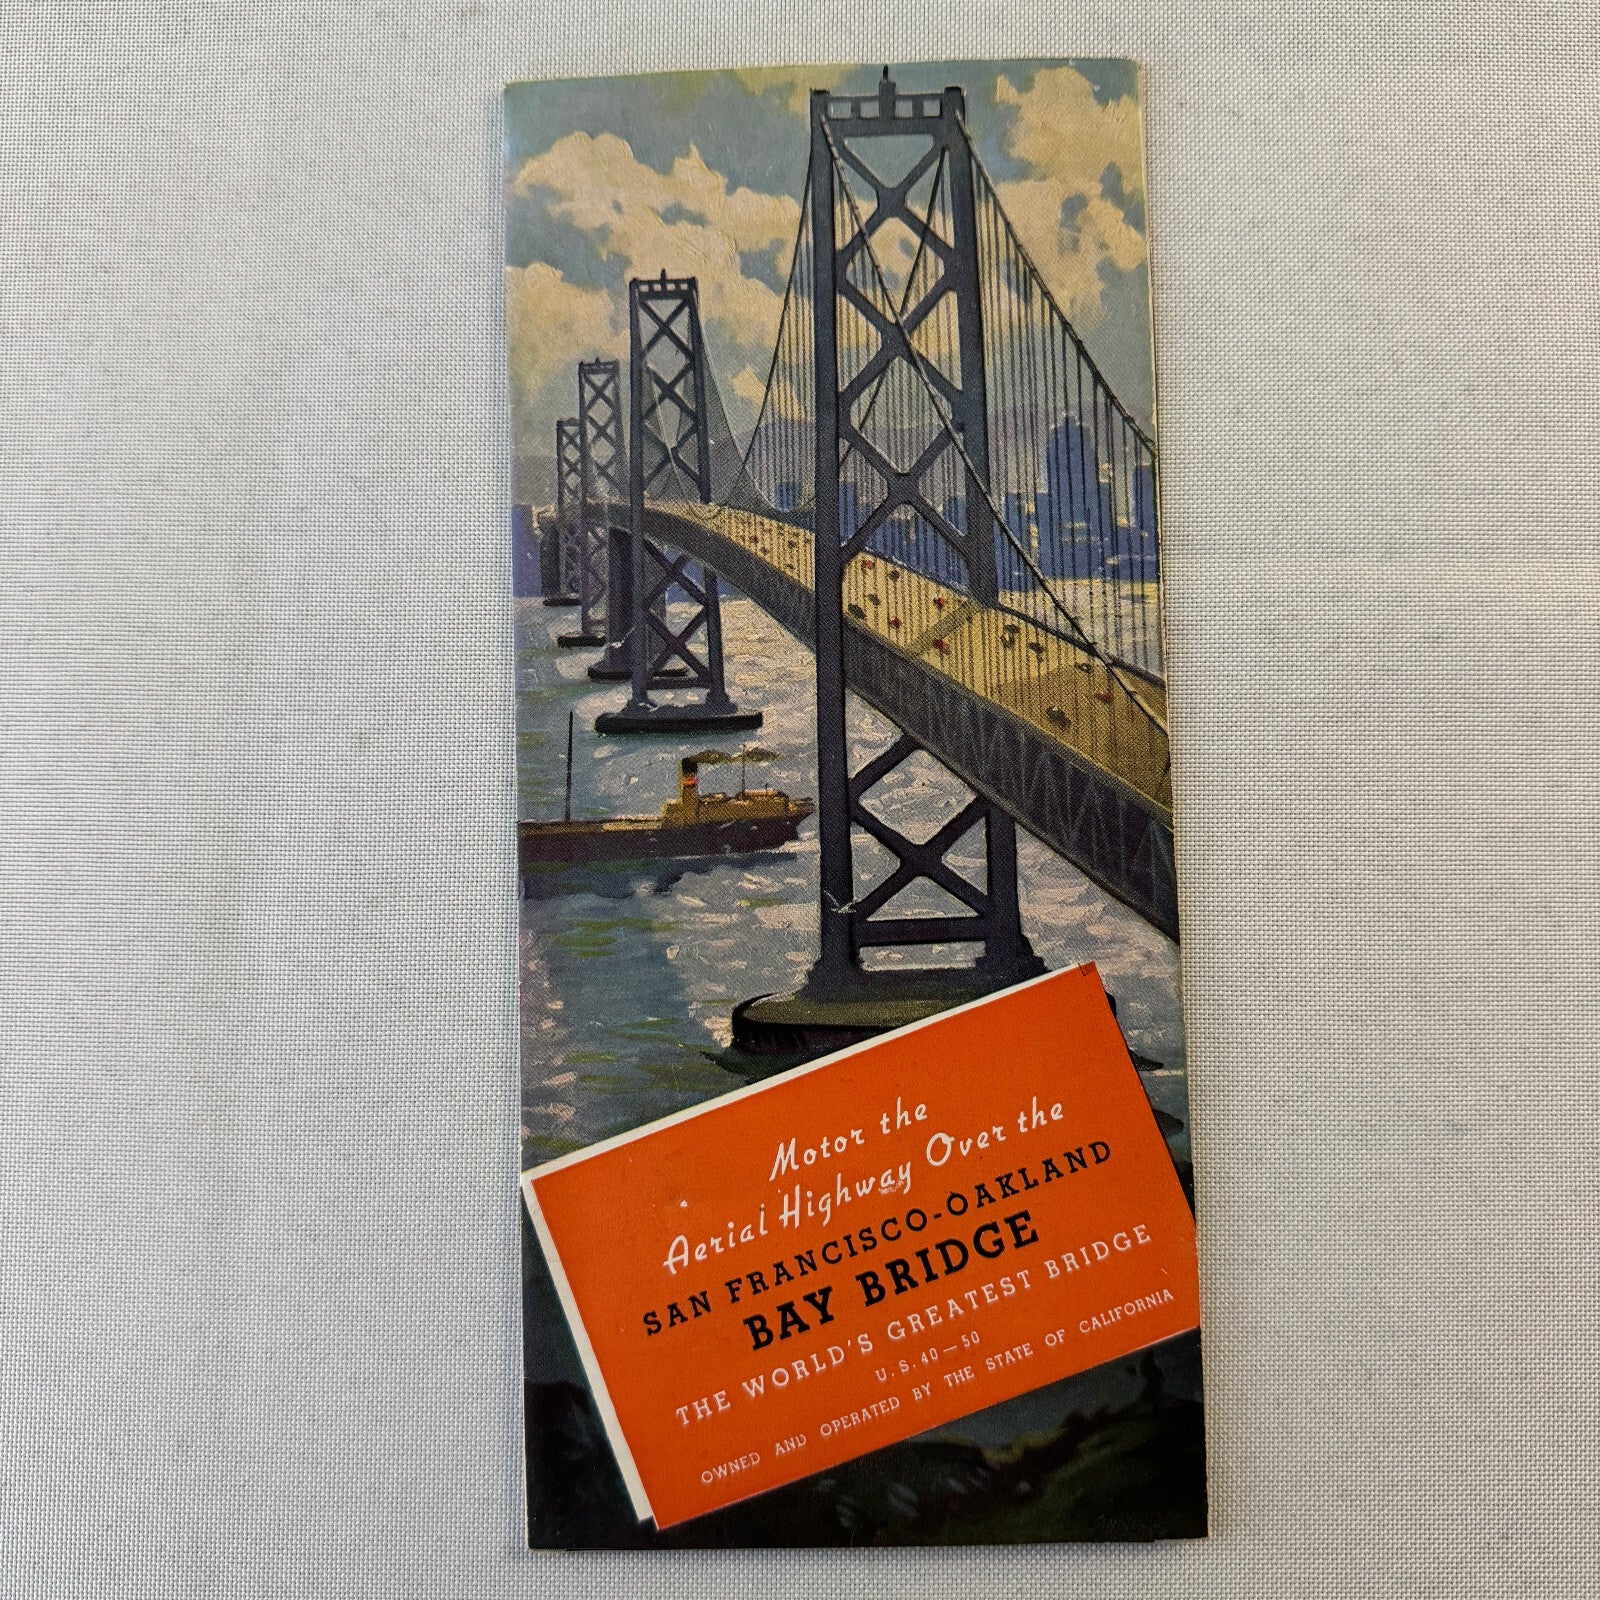 Motor the
Aerial Highway Over the
SAN FRANCISCO-OAKLAND
BAY BRIDGE
THE WORLD'S GREATEST BRIDGE
U. S. 40 — 50
OWNED AND OPERATED BY THE STATE OF CALIFORNIA